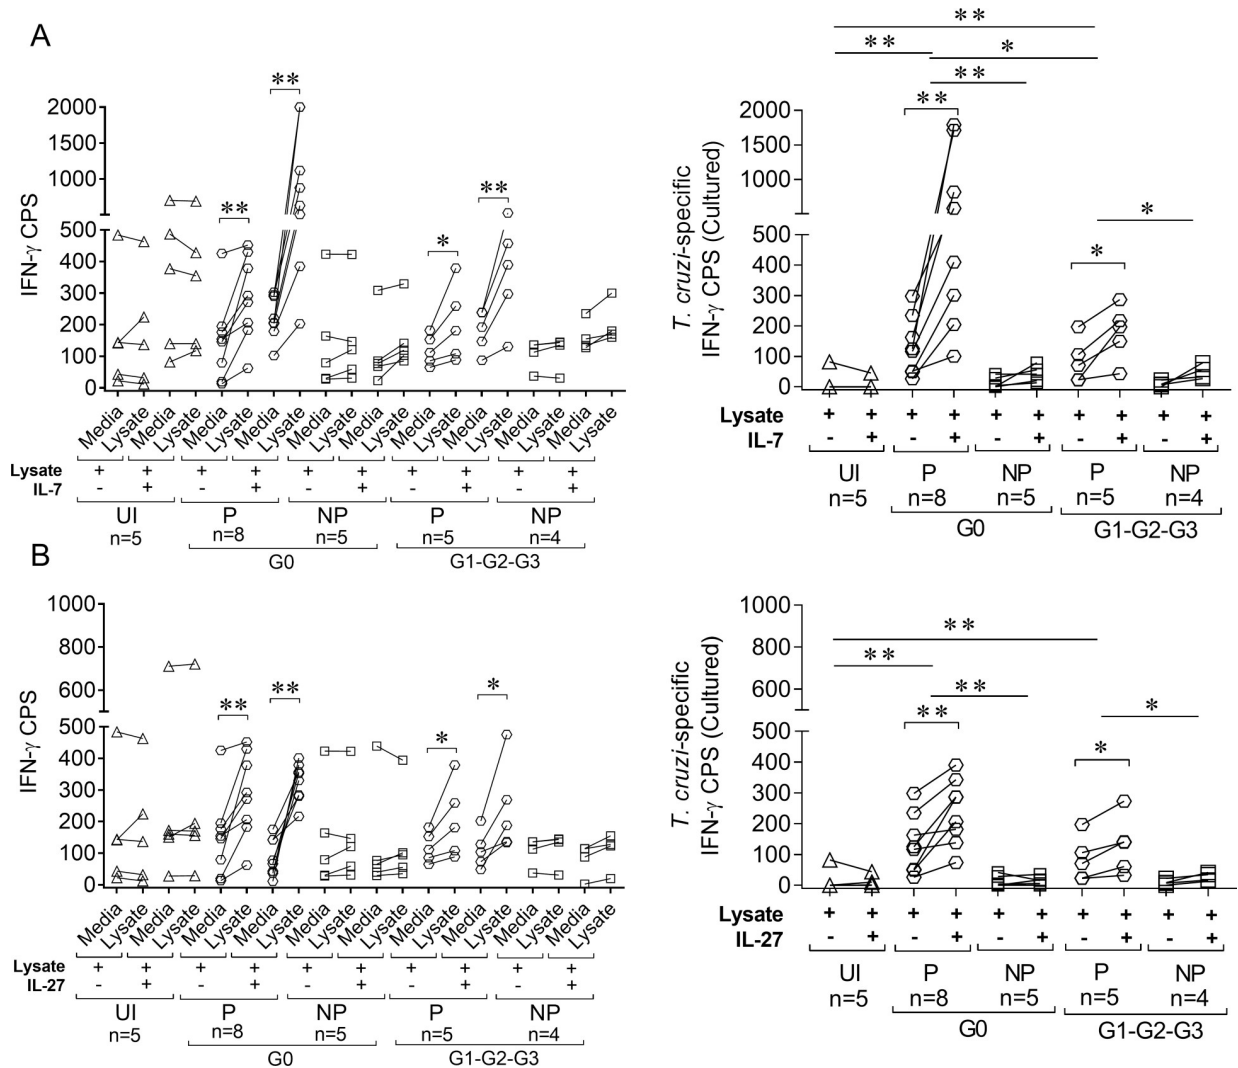 A
** ** * ** *
IFN-γ CPS
2000
1500
1000
500
400
300
200
100
0
Media Lysate Media Lysate Media Lysate Media Lysate Media Lysate Media Lysate Media Lysate Media Lysate Media Lysate Media Lysate
Lysate + + + + + + + + + +
IL-7 - + - + - + - + - +
UI P NP P NP
n=5 n=8 n=5 n=5 n=4
G0 G1-G2-G3
**
** *
**
** * *
T. cruzi-specific
IFN-γ CPS (Cultured)
2000
1500
1000
500
500
400
300
200
100
0
Lysate + + + + + + + + + +
IL-7 - + - + - + - + - +
UI P NP P NP
n=5 n=8 n=5 n=5 n=4
G0 G1-G2-G3
B
** ** * *
IFN-γ CPS
1000
800
600
500
400
300
200
100
0
Media Lysate Media Lysate Media Lysate Media Lysate Media Lysate Media Lysate Media Lysate Media Lysate Media Lysate Media Lysate
Lysate + + + + + + + + + +
IL-27 - + - + - + - + - +
UI P NP P NP
n=5 n=8 n=5 n=5 n=4
G0 G1-G2-G3
**
**
** *
** *
T. cruzi-specific
IFN-γ CPS (Cultured)
1000
800
600
500
400
300
200
100
0
Lysate + + + + + + + + + +
IL-27 - + - + - + - + - +
UI P NP P NP
n=5 n=8 n=5 n=5 n=4
G0 G1-G2-G3